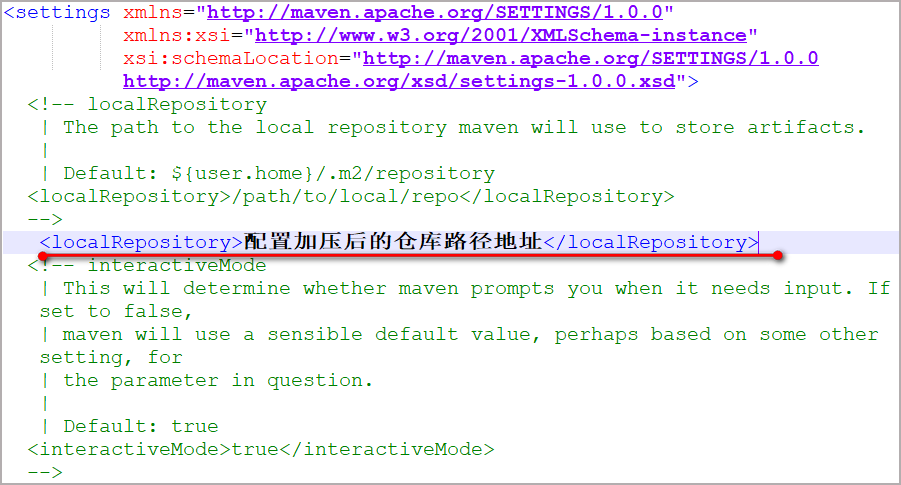 <settings xmlns="http://maven.apache.org/SETTINGS/1.0.0"
xmlns:xsi="http://www.w3.org/2001/XMLSchema-instance"
xsi:schemaLocation="http://maven.apache.org/SETTINGS/1.0.0
http://maven.apache.org/xsd/settings-1.0.0.xsd">
<!-- localRepository
| The path to the local repository maven will use to store artifacts.
|
| Default: ${user.home}/.m2/repository
<localRepository>/path/to/local/repo</localRepository>
-->
<localRepository>配置加压后的仓库路径地址</localRepository>
<!-- interactiveMode
| This will determine whether maven prompts you when it needs input. If
set to false,
| maven will use a sensible default value, perhaps based on some other
setting, for
| the parameter in question.
|
| Default: true
<interactiveMode>true</interactiveMode>
-->